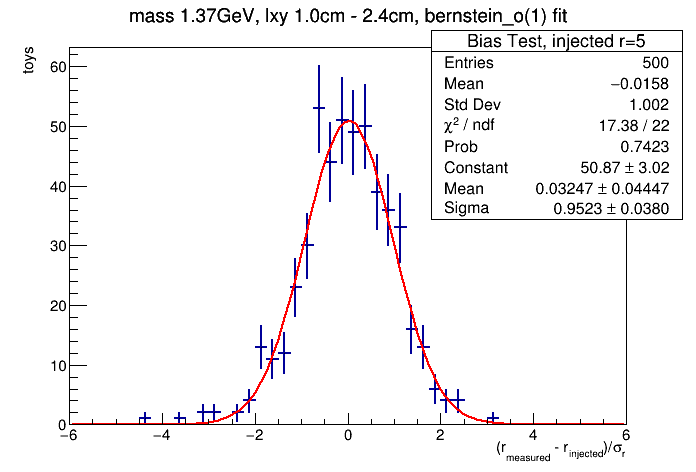 mass 1.37GeV, lxy 1.0cm - 2.4cm, bernstein_o(1) fit
Bias Test, injected r=5
Entries 500
Mean −0.0158
Std Dev 1.002
χ² / ndf 17.38 / 22
Prob 0.7423
Constant 50.87 ± 3.02
Mean 0.03247 ± 0.04447
Sigma 0.9523 ± 0.0380
toys
60
50
40
30
20
10
0
−6 −4 −2 0 2 4 6
(r_measured - r_injected)/σ_r